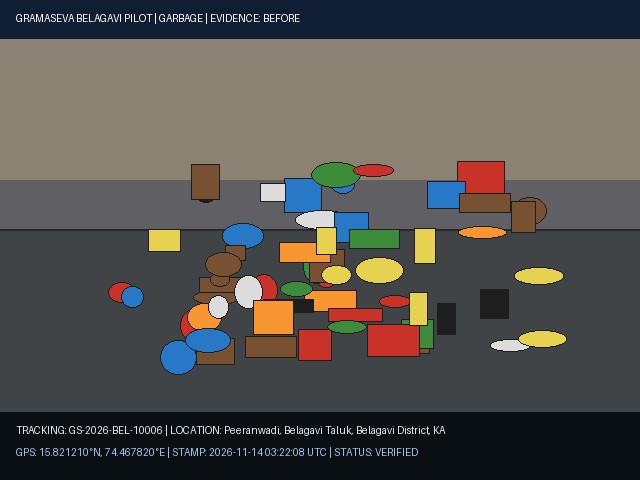 GRAMASEVA BELAGAVI PILOT | GARBAGE | EVIDENCE: BEFORE
TRACKING: GS-2026-BEL-10006 | LOCATION: Peeranwadi, Belagavi Taluk, Belagavi District, KA
GPS: 15.821210°N, 74.467820°E | STAMP: 2026-11-14 03:22:08 UTC | STATUS: VERIFIED